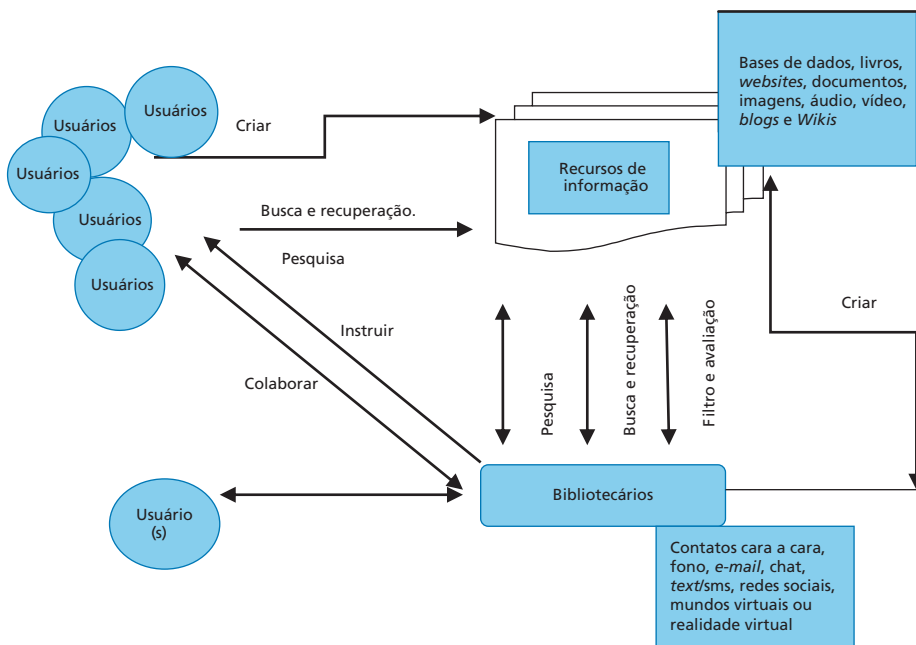 Usuários
Usuários
Usuários
Usuários
Usuários
Criar
Busca e recuperação.
Pesquisa
Recursos de
informação
Bases de dados, livros,
websites, documentos,
imagens, áudio, vídeo,
blogs e Wikis
Instruir
Colaborar
Pesquisa
Busca e recuperação
Filtro e avaliação
Criar
Usuário
(s)
Bibliotecários
Contatos cara a cara,
fono, e-mail, chat,
text/sms, redes sociais,
mundos virtuais ou
realidade virtual